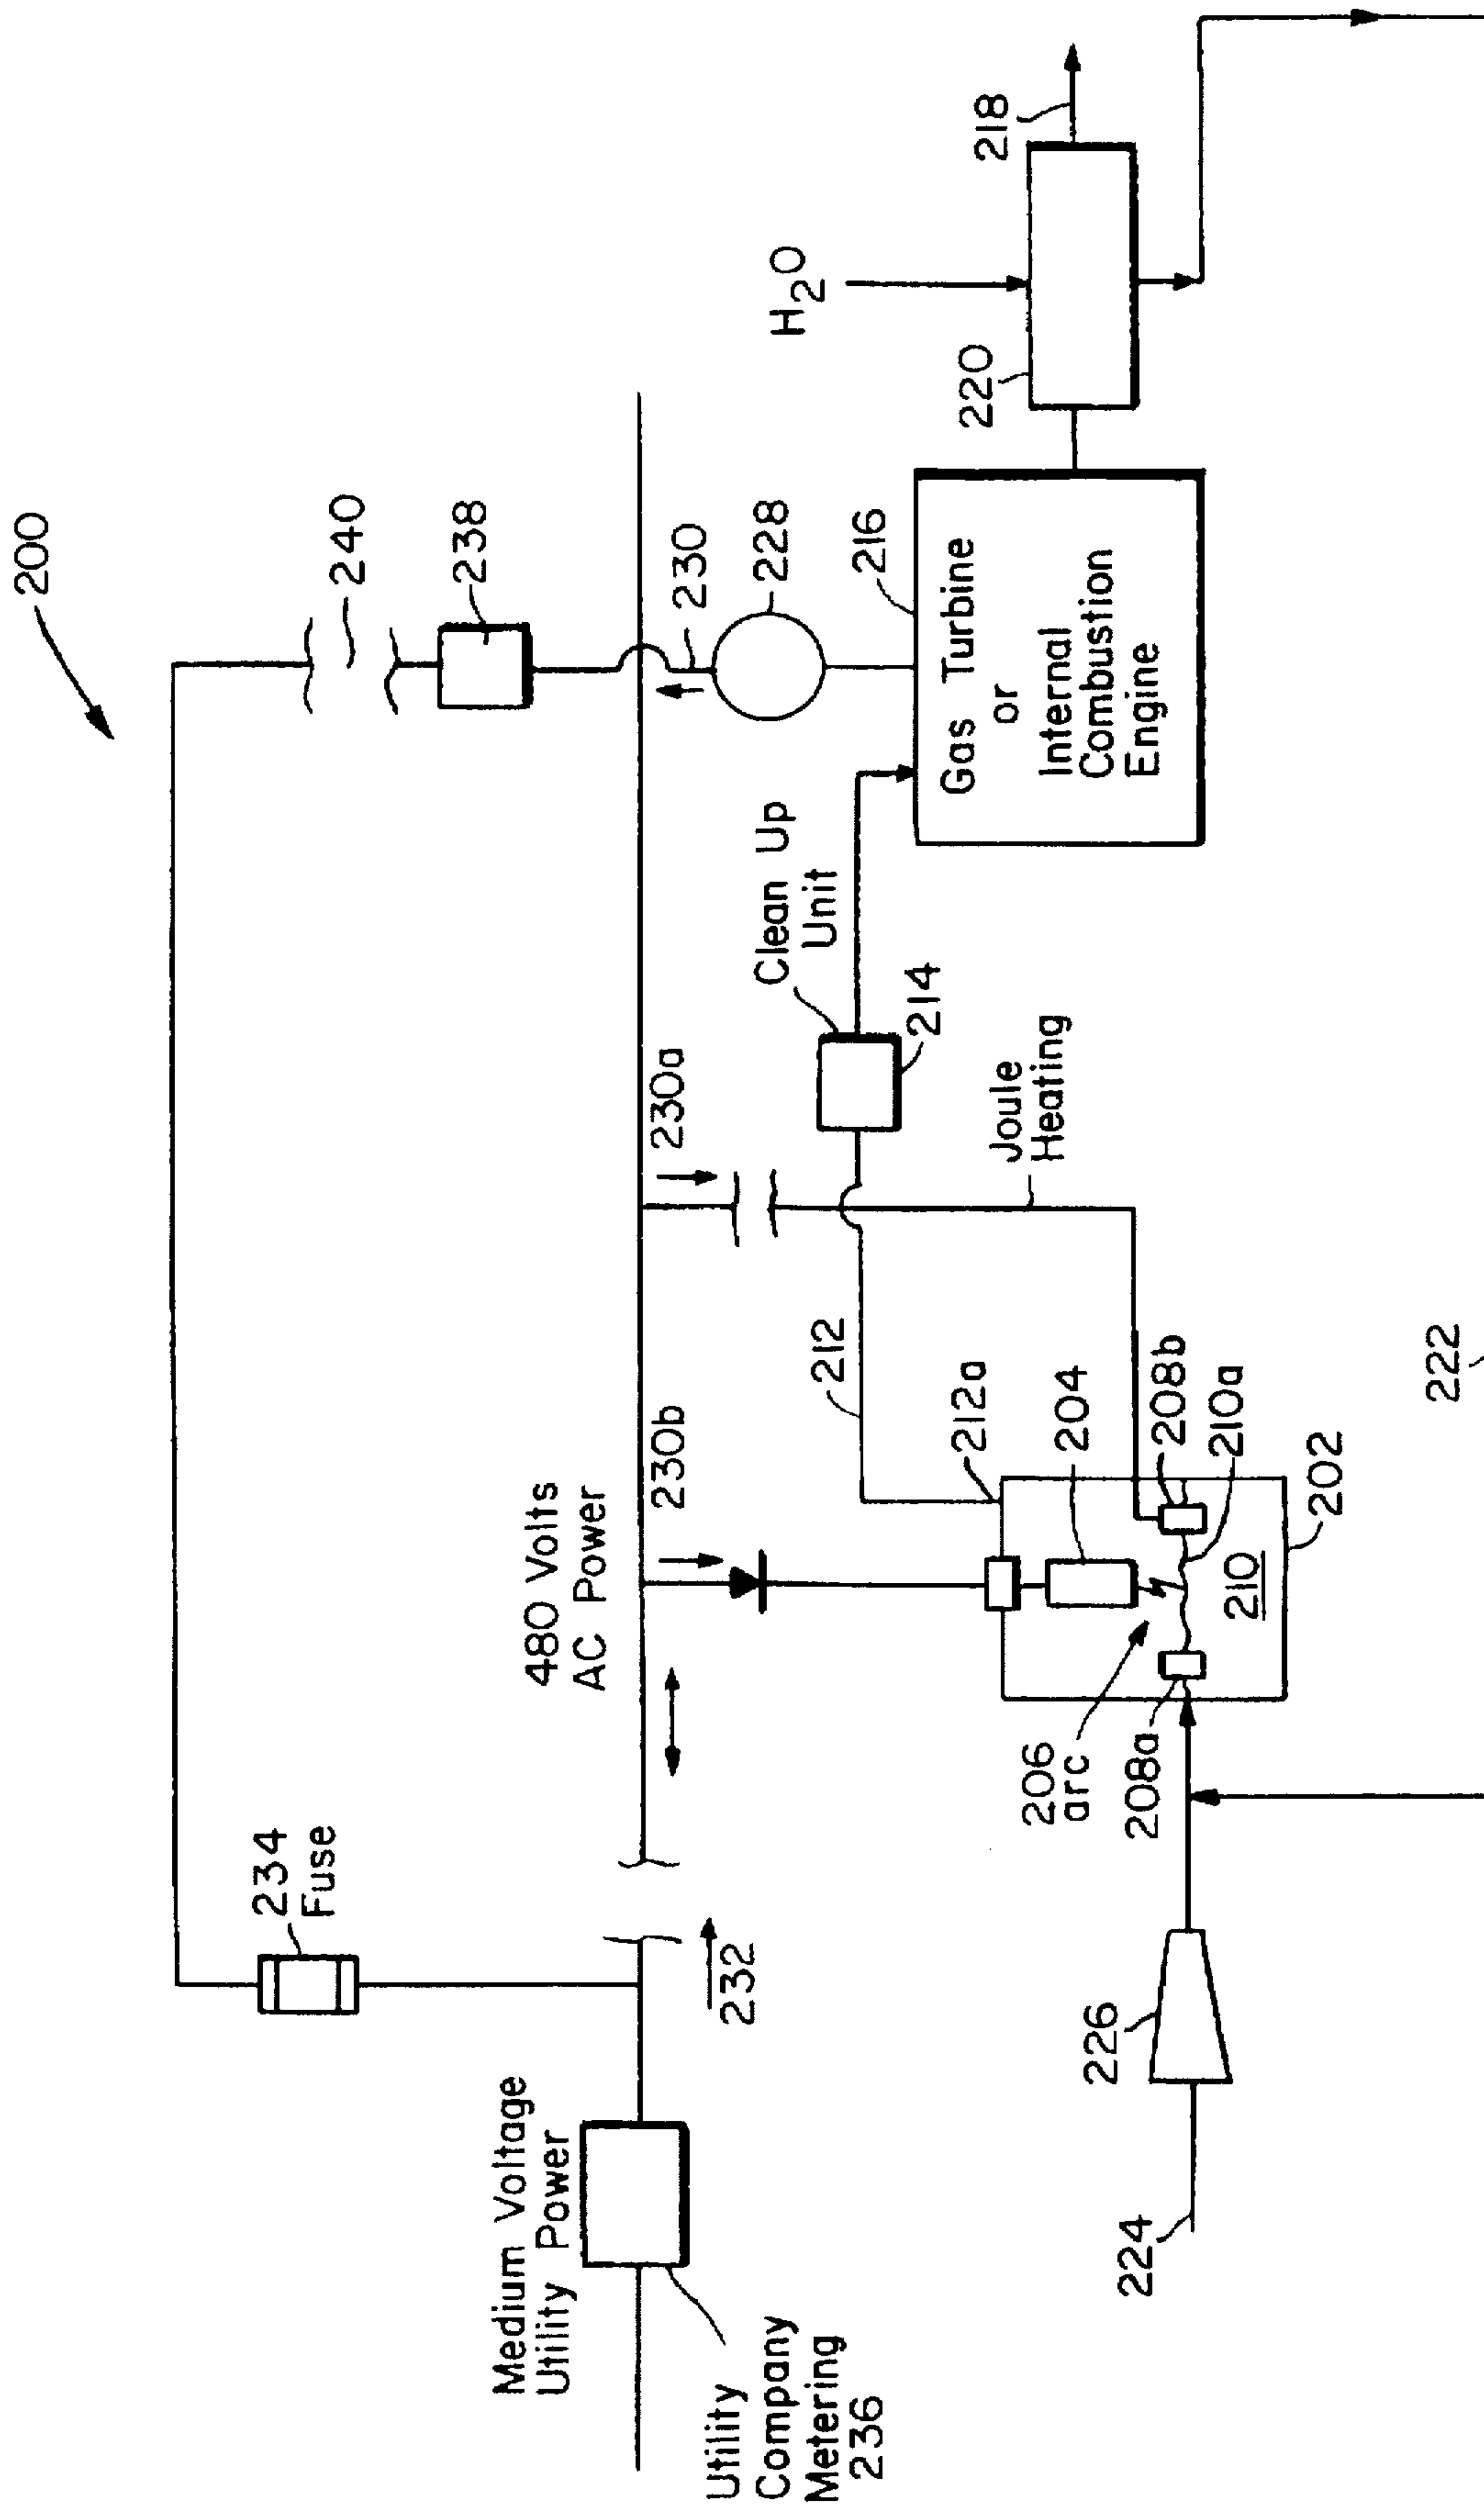 200
240
238
234
Fuse
Medium Voltage
Utility Power
480 Volts
AC Power
230b
230a
230
228
232
Utility
Company
Metering
236
Clean Up
Unit
214
216
Gas Turbine
or
Internal
Combustion
Engine
H2O
220
218
212
212a
204
Joule
Heating
206
arc
208a
208b
210a
210
202
222
226
224